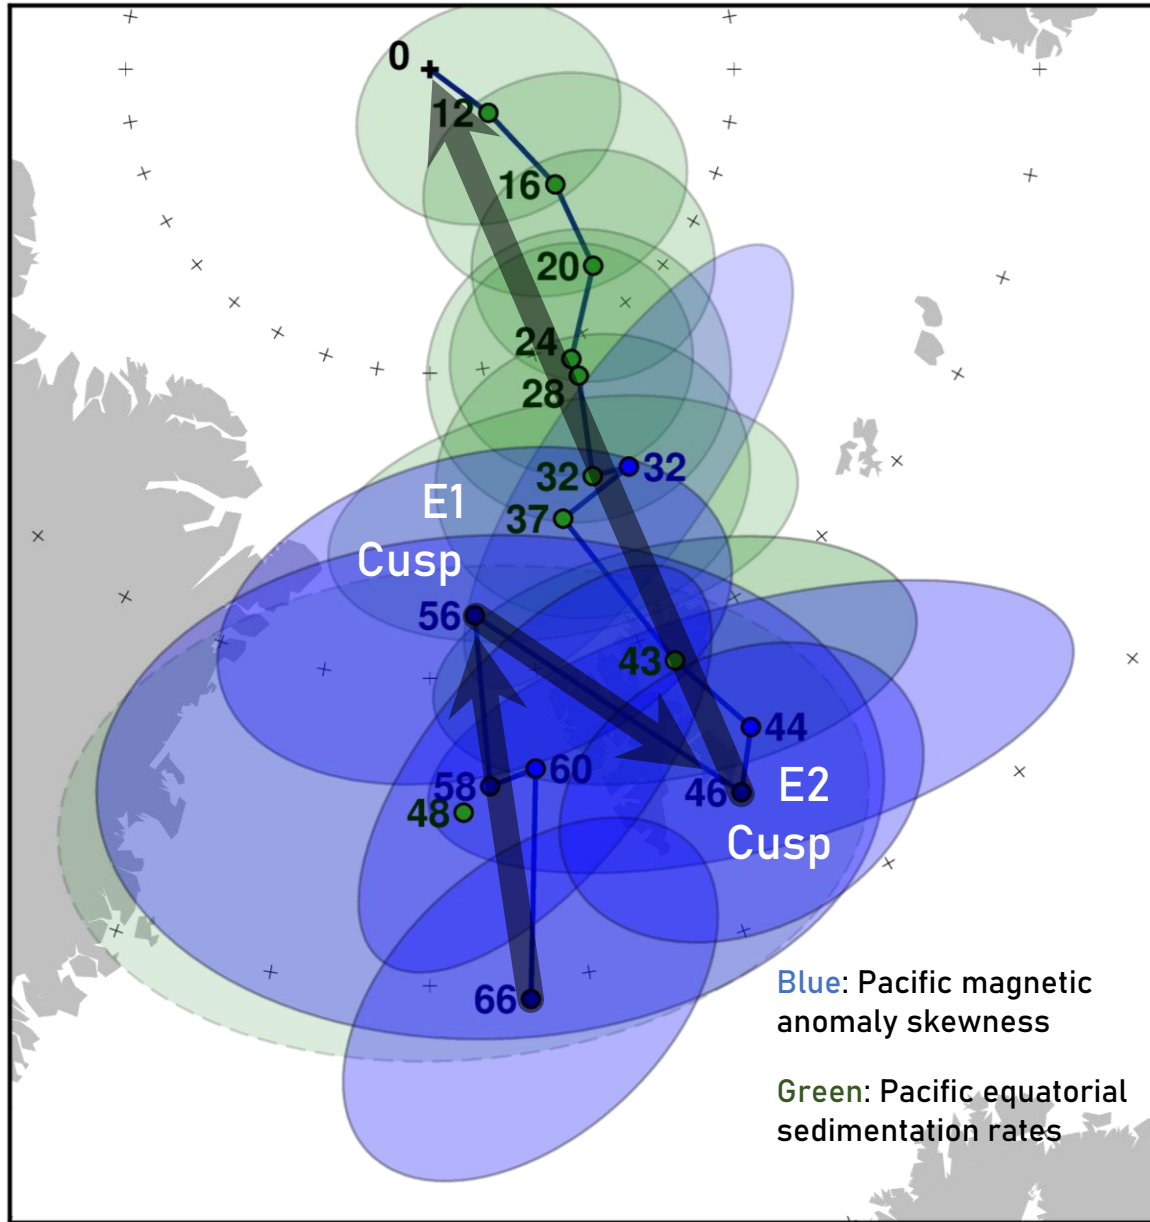 0
12
16
20
24
28
32
32
37
E1
Cusp
56
43
44
60
58
46
E2
48
Cusp
66
Blue: Pacific magnetic
anomaly skewness
Green: Pacific equatorial
sedimentation rates